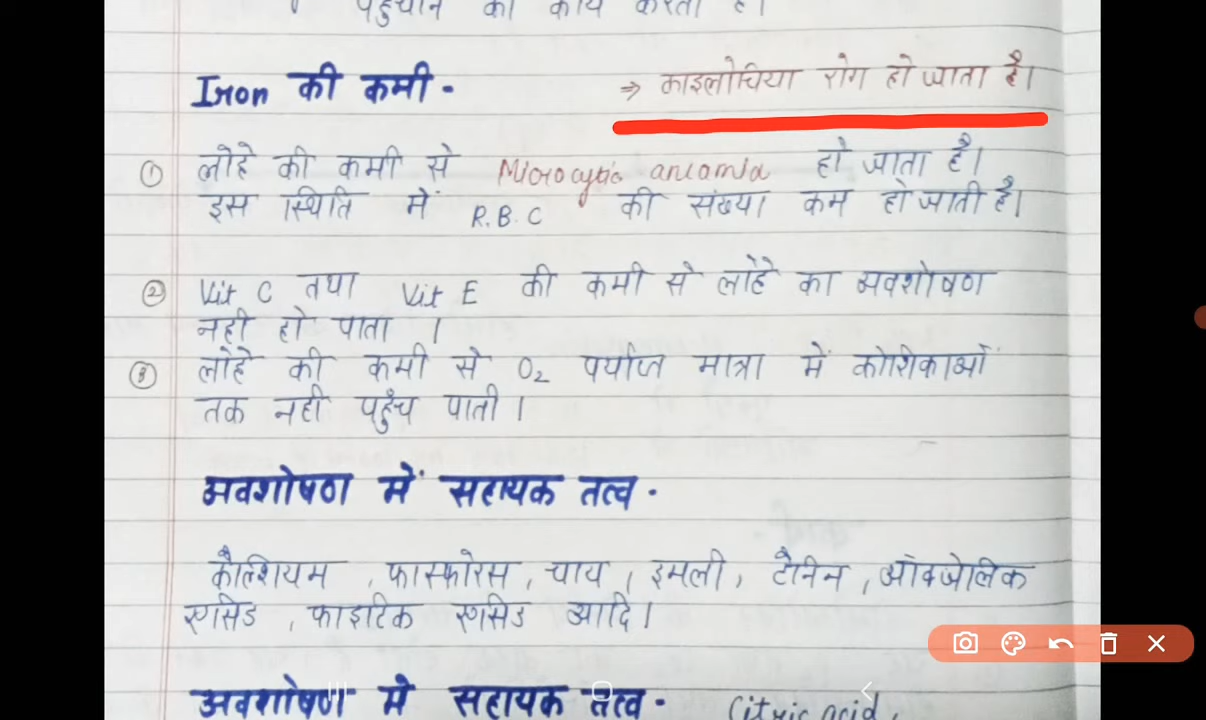 पहुंचाने का कार्य करता है।
Iron की कमी -
⇒ काइलोचिया रोग हो जाता है।
① लोहे की कमी से Microcytic anemia हो जाता है।
इस स्थिति में R.B.C की संख्या कम हो जाती है।
② Vit C तथा Vit E की कमी से लोहे का अवशोषण
नही हो पाता ।
③ लोहे की कमी से O₂ पर्याप्त मात्रा में कोशिकाओं
तक नही पहुँच पाती ।
अवशोषण में सहायक तत्व -
कैल्शियम , फास्फोरस , चाय , इमली , टैनिन , ऑक्जेलिक
एसिड , फाइटिक एसिड आदि ।
अवशोषण मे सहायक तत्व - Citric acid,